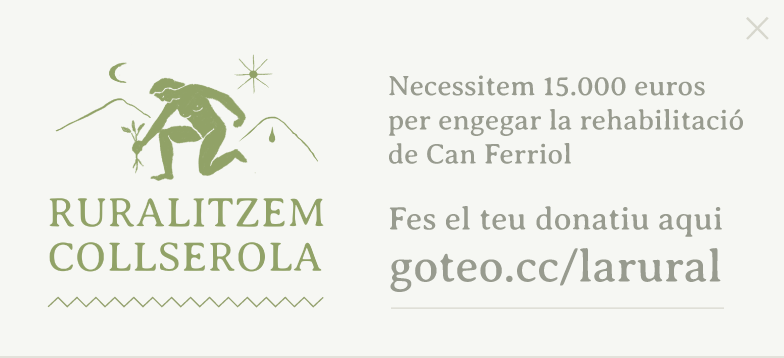 RURALITZEM
COLLSEROLA
Necessitem 15.000 euros
per engegar la rehabilitació
de Can Ferriol
Fes el teu donatiu aqui
goteo.cc/larural